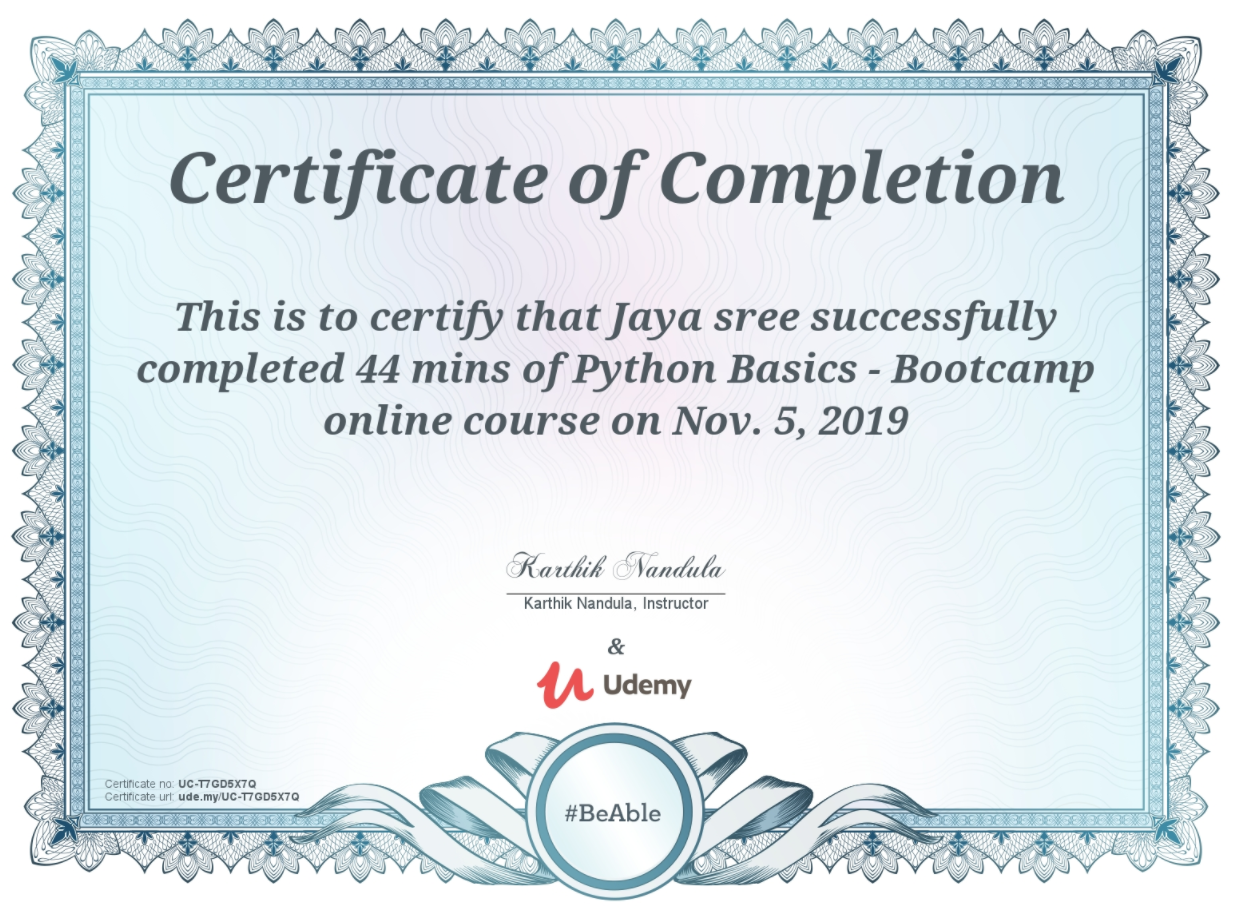 Certificate of Completion
This is to certify that Jaya sree successfully
completed 44 mins of Python Basics - Bootcamp
online course on Nov. 5, 2019
Karthik Nandula
Karthik Nandula, Instructor
&
Udemy
Certificate no: UC-T7GD5X7Q
Certificate url: ude.my/UC-T7GD5X7Q
#BeAble